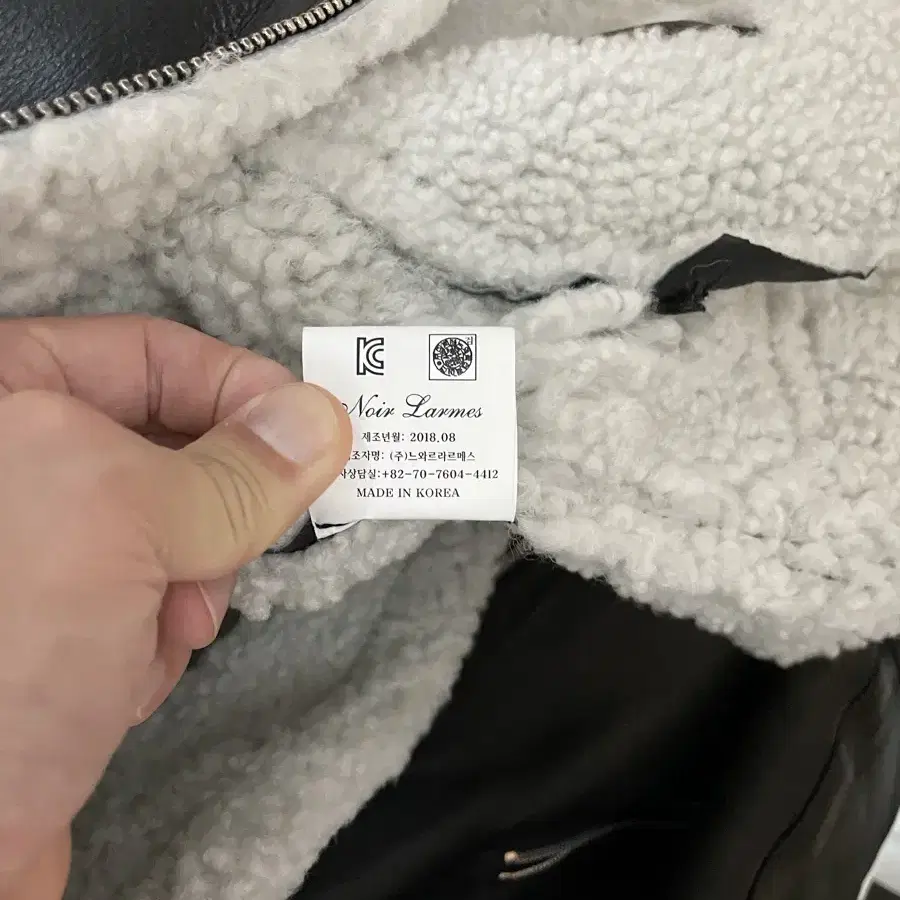 KC
Noir Larmes
재조년월: 2018.08
조자명: (주)느와르라르메스
상담실:+82-70-7604-4412
MADE IN KOREA